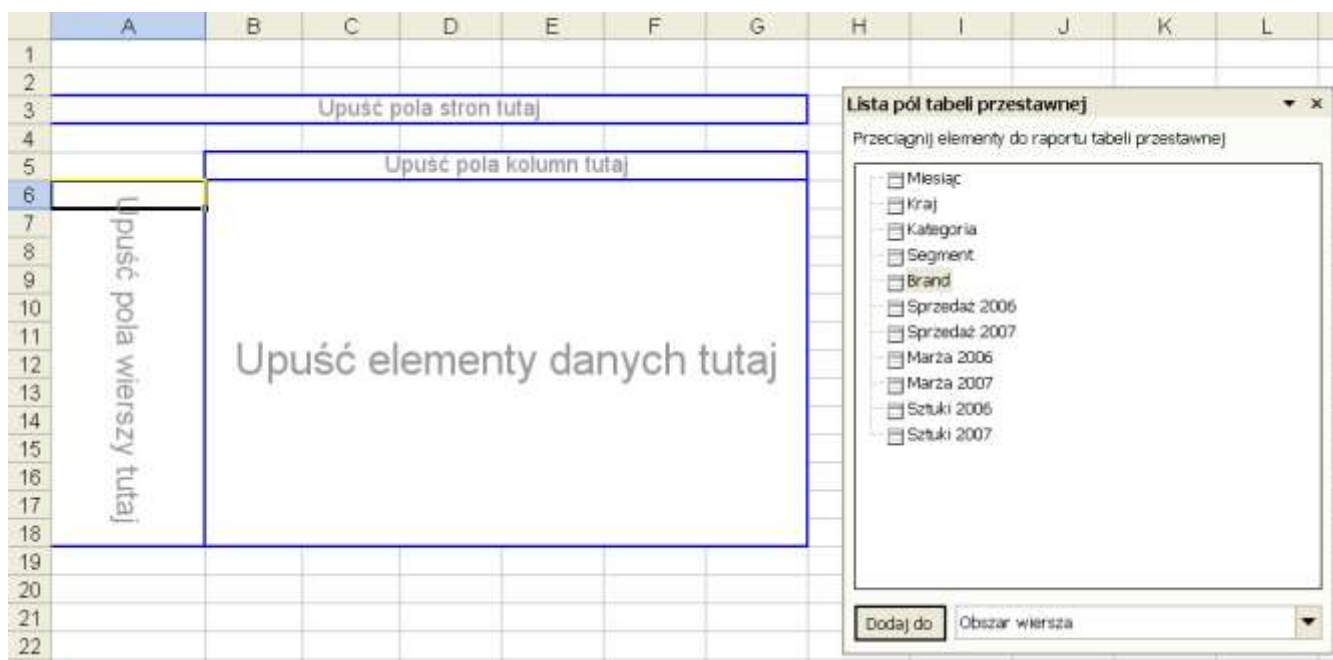 A B C D E F G H I J K L
1
2
3 Upuść pola stron tutaj
4
5 Upuść pola kolumn tutaj
6
7
8
9
10
11
12
13
14
15
16
17
18
19
20
21
22
Upuść pola wierszy tutaj
Upuść elementy danych tutaj
Lista pól tabeli przestawnej
Przeciągnij elementy do raportu tabeli przestawnej
Miesiąc
Kraj
Kategoria
Segment
Brand
Sprzedaż 2006
Sprzedaż 2007
Marża 2006
Marża 2007
Sztuki 2006
Sztuki 2007
Dodaj do Obszar wiersza